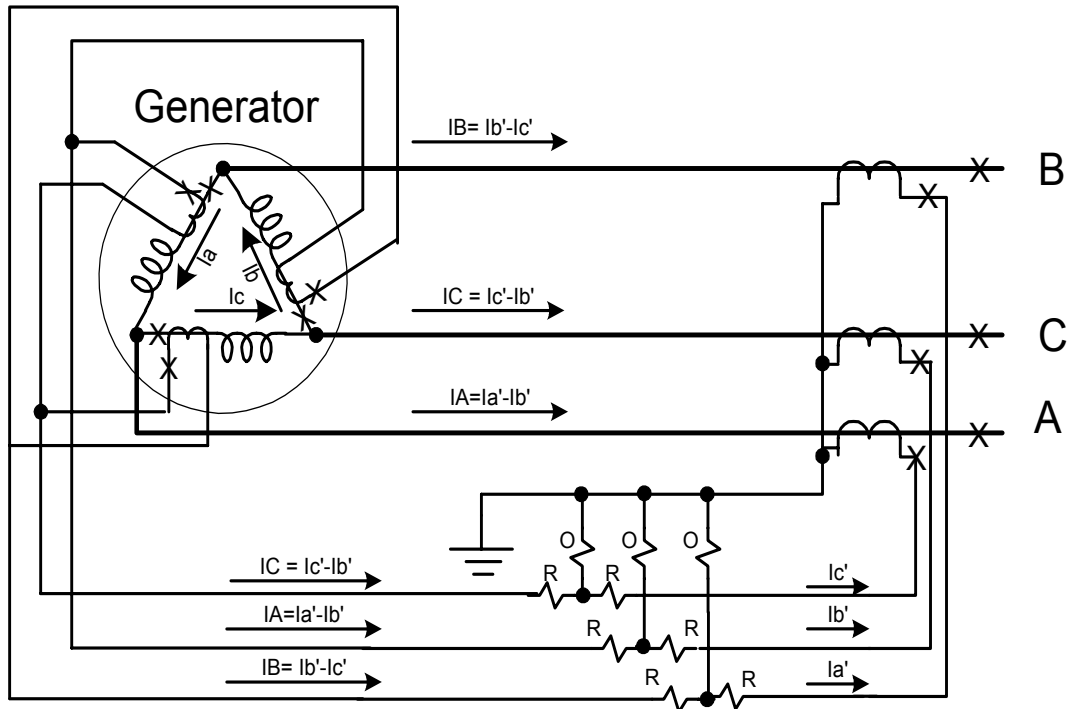 Generator
IB= Ib'-Ic'
B
Ia
Ib
Ic
IC= Ic'-Ib'
C
IA=Ia'-Ib'
A
O
O
O
IC = Ic'-Ib'
R
R
Ic'
IA=Ia'-Ib'
R
R
Ib'
IB= Ib'-Ic'
R
R
Ia'